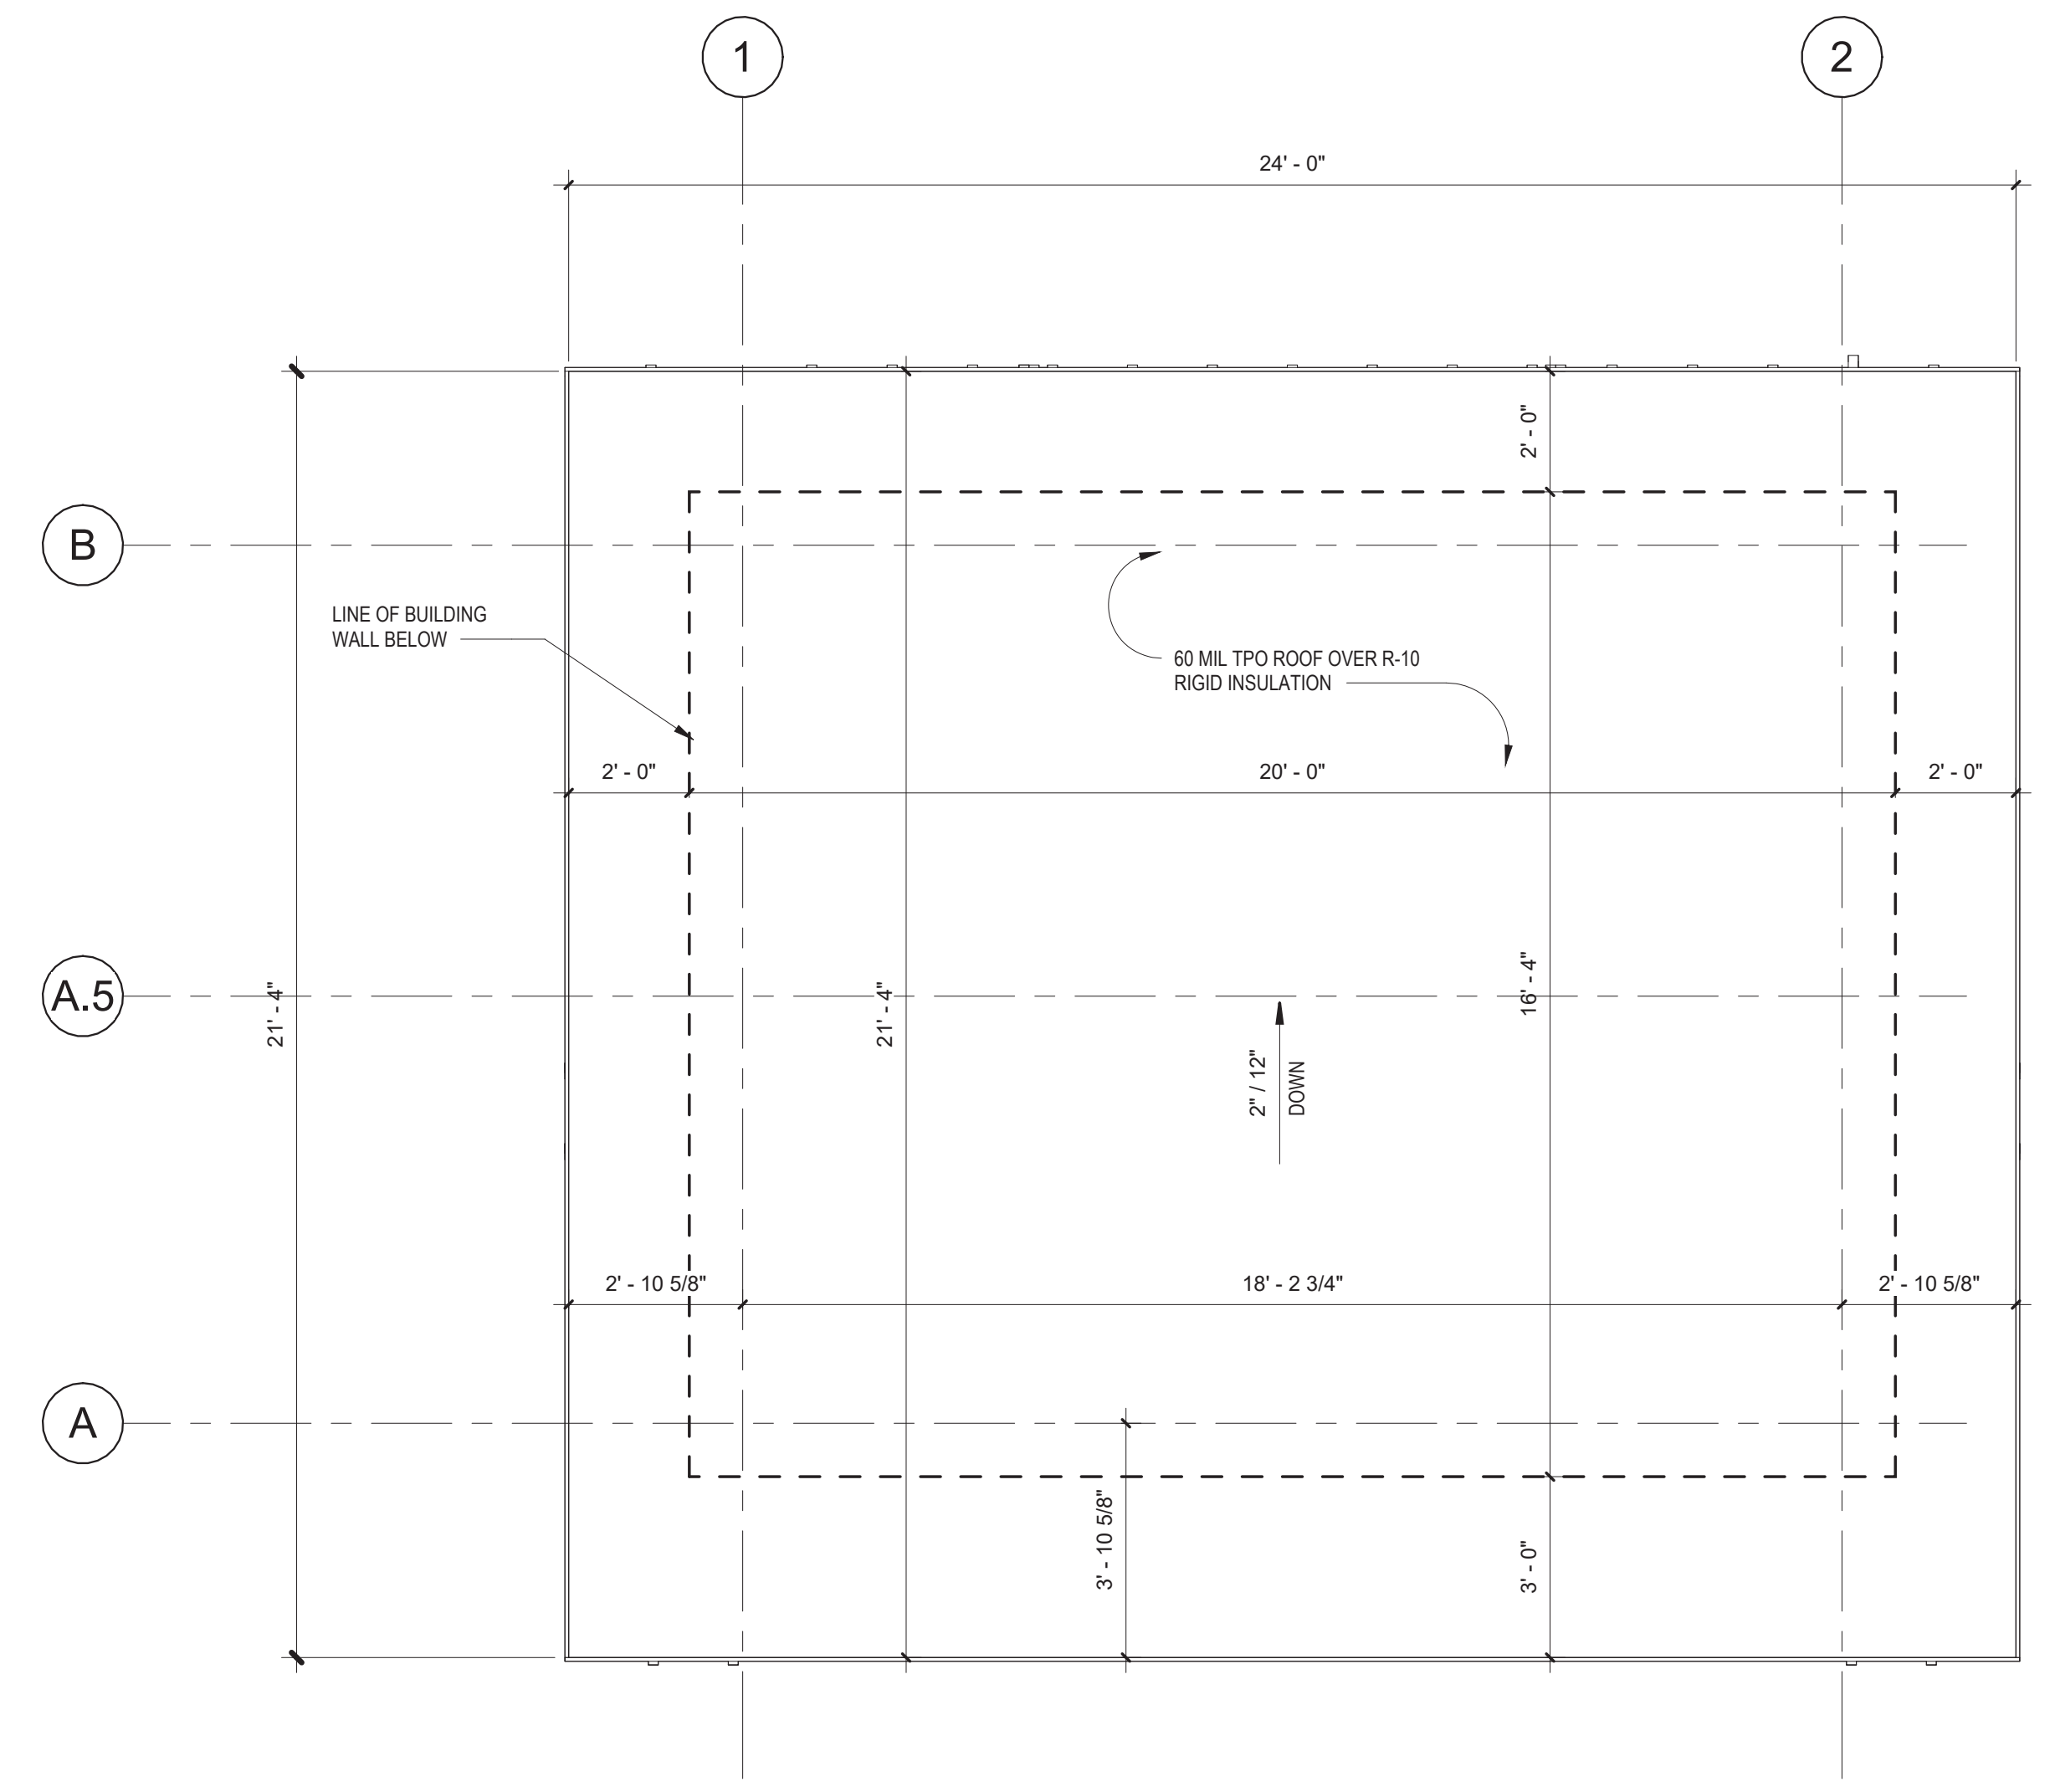 1
2
24' - 0"
2' - 0"
B
LINE OF BUILDING
WALL BELOW
60 MIL TPO ROOF OVER R-10
RIGID INSULATION
2' - 0"
20' - 0"
2' - 0"
A.5
21' - 4"
21' - 4"
16' - 4"
2" / 12"
DOWN
2' - 10 5/8"
18' - 2 3/4"
2' - 10 5/8"
A
3' - 10 5/8"
3' - 0"